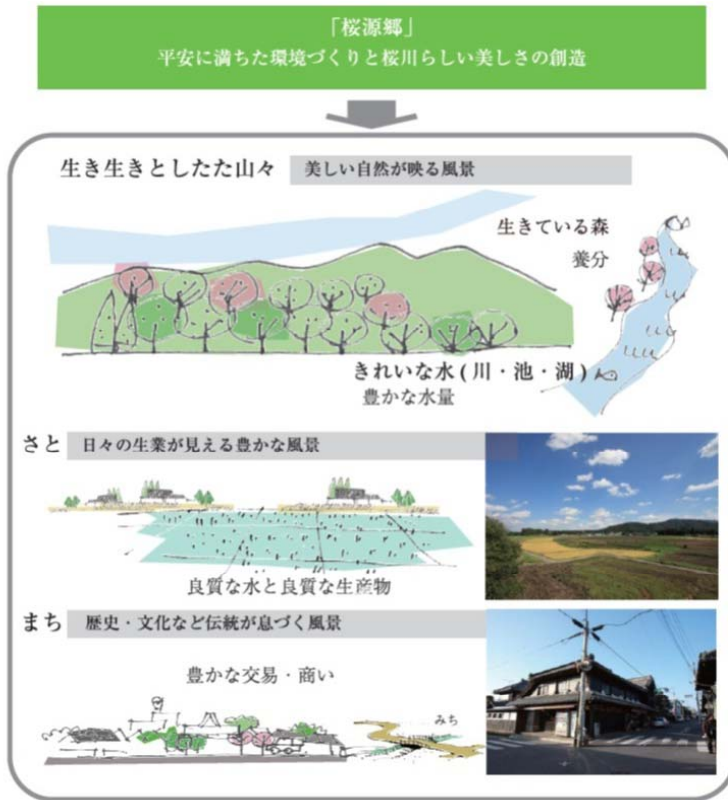 「桜源郷」
平安に満ちた環境づくりと桜川らしい美しさの創造
生き生きとしたた山々
美しい自然が映る風景
生きている森
養分
きれいな水(川・池・湖)
豊かな水量
さと
日々の生業が見える豊かな風景
良質な水と良質な生産物
まち
歴史・文化など伝統が息づく風景
豊かな交易・商い
みち